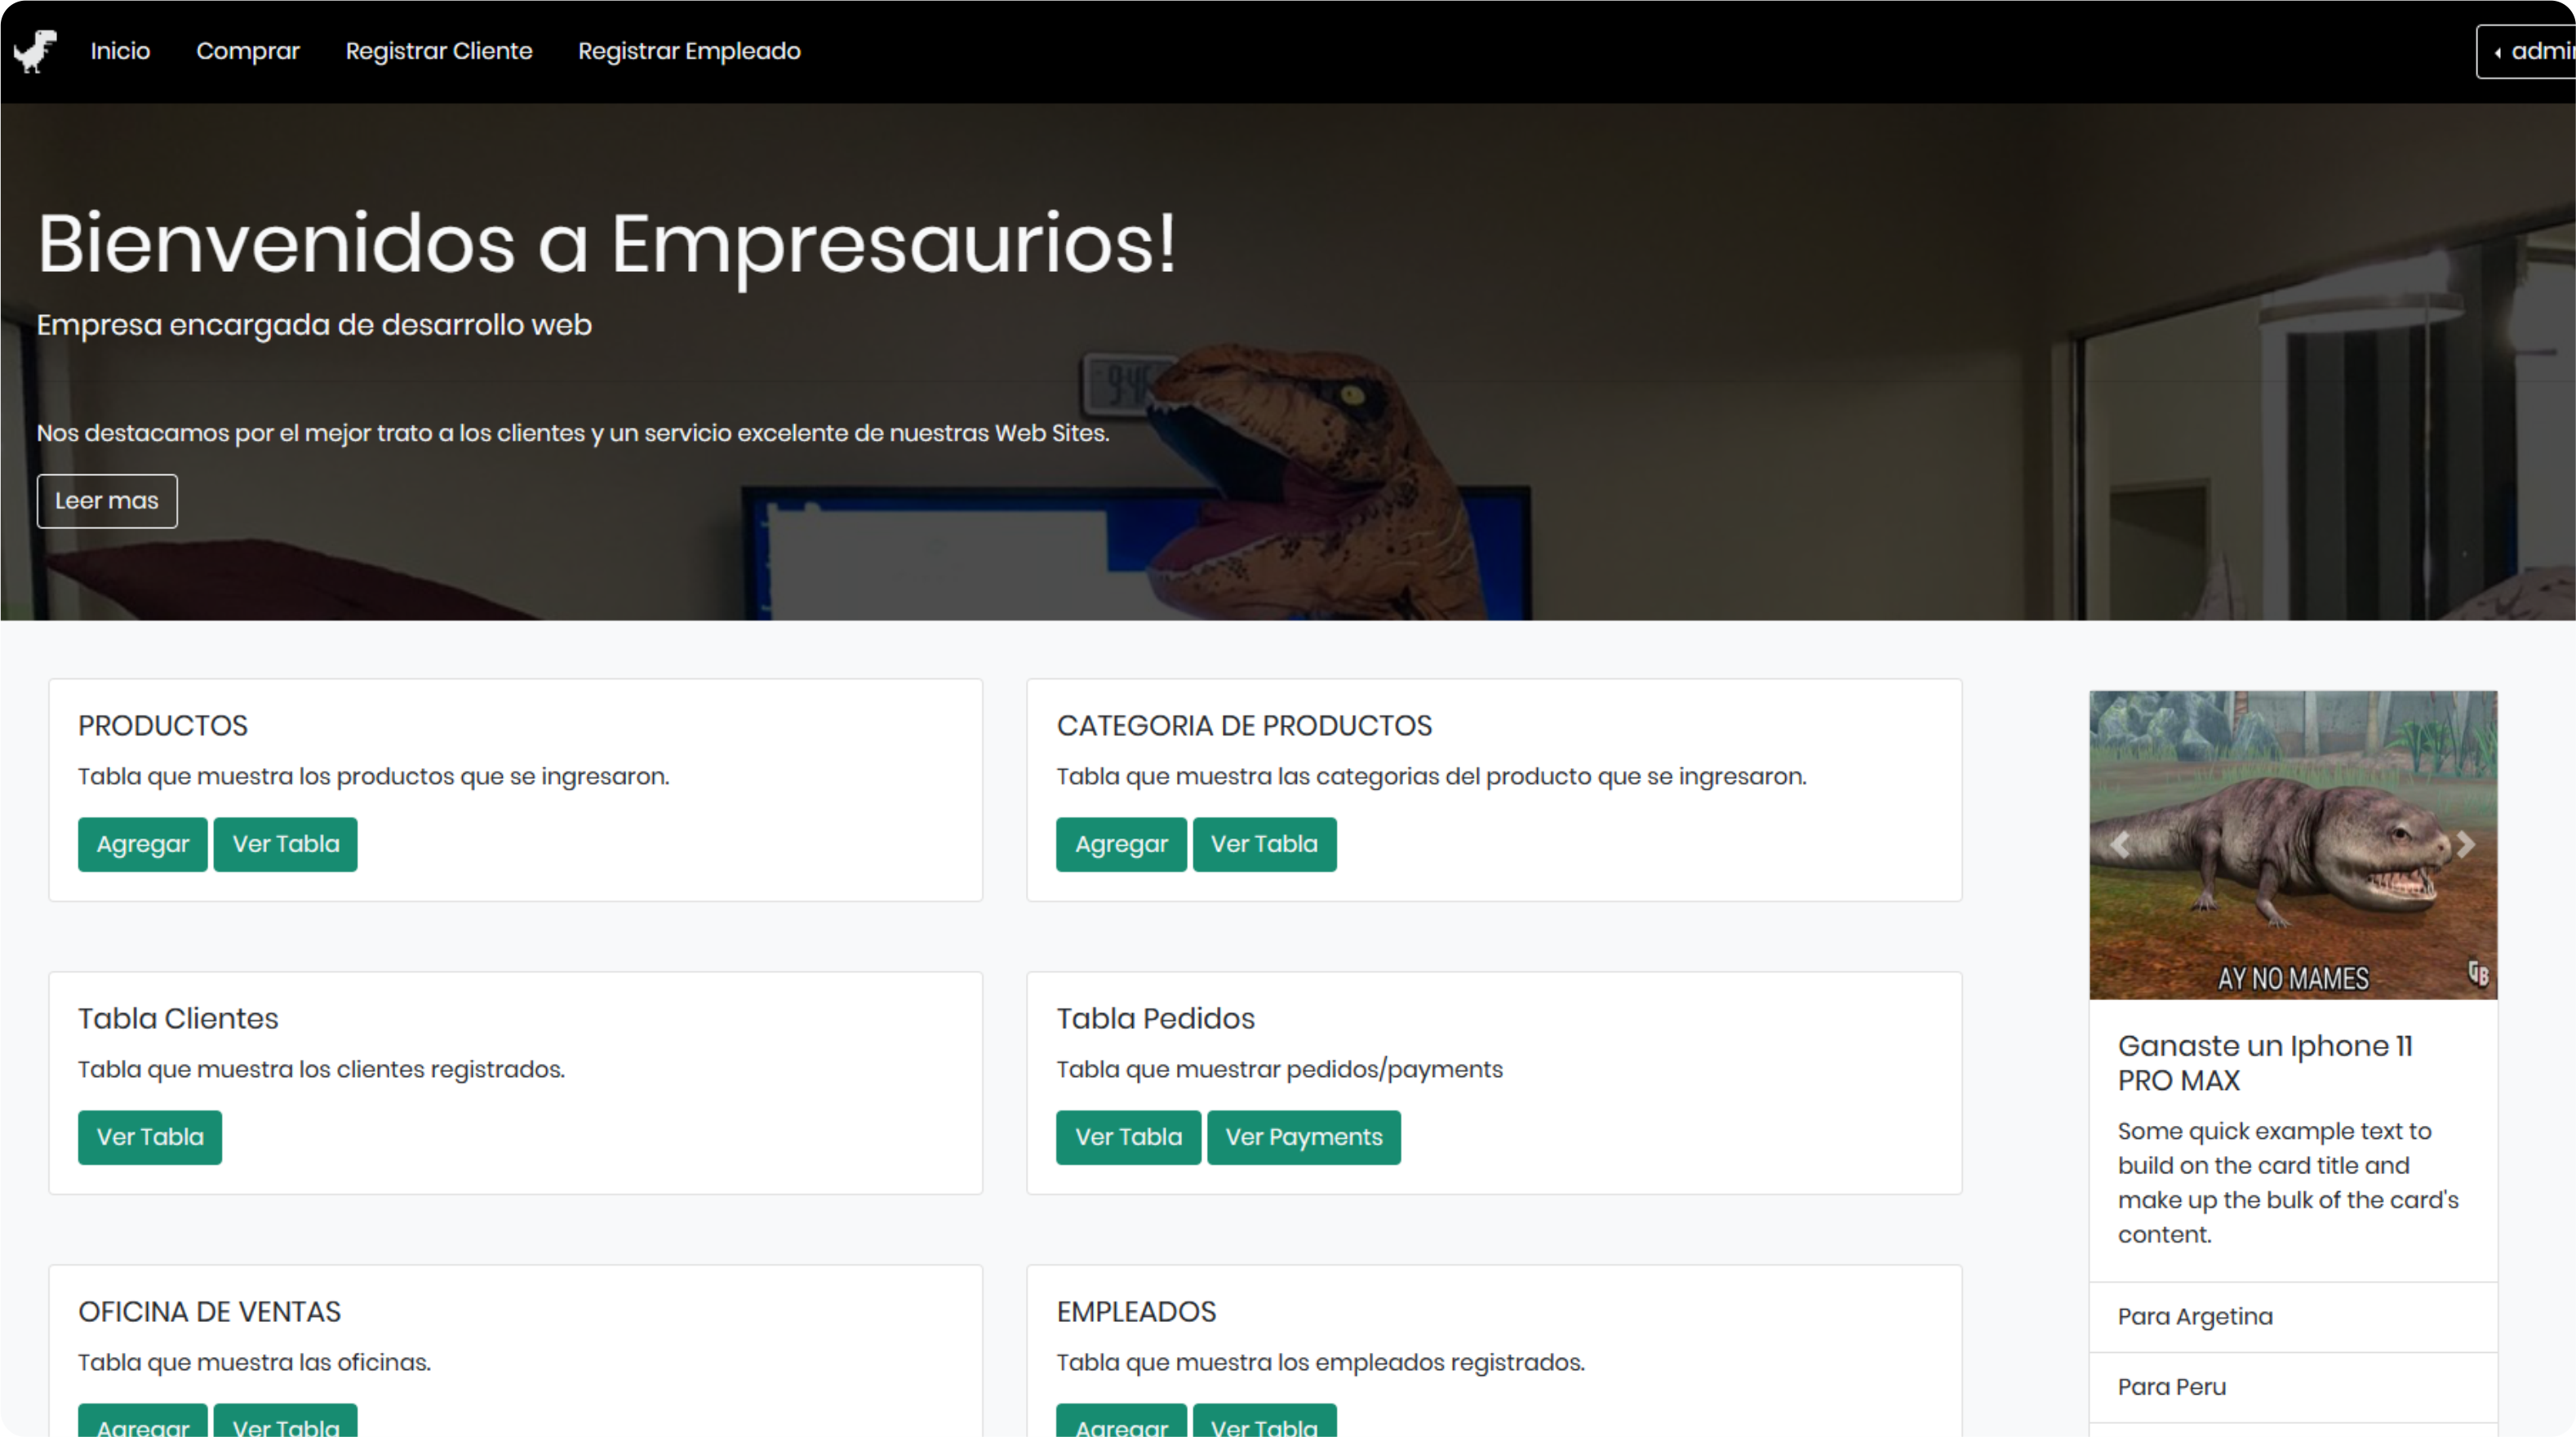 Inicio
Comprar
Registrar Cliente
Registrar Empleado
Bienvenidos a Empresaurios!
Empresa encargada de desarrollo web
Nos destacamos por el mejor trato a los clientes y un servicio excelente de nuestras Web Sites.
Leer mas
PRODUCTOS
Tabla que muestra los productos que se ingresaron.
Agregar
Ver Tabla
CATEGORIA DE PRODUCTOS
Tabla que muestra las categorias del producto que se ingresaron.
Agregar
Ver Tabla
Tabla Clientes
Tabla que muestra los clientes registrados.
Ver Tabla
Tabla Pedidos
Tabla que muestrar pedidos/payments
Ver Tabla
Ver Payments
OFICINA DE VENTAS
Tabla que muestra las oficinas.
Agregar
Ver Tabla
EMPLEADOS
Tabla que muestra los empleados registrados.
Agregar
Ver Tabla
AY NO MAMES
GB
Ganaste un Iphone 11
PRO MAX
Some quick example text to
build on the card title and
make up the bulk of the card's
content.
Para Argetina
Para Peru